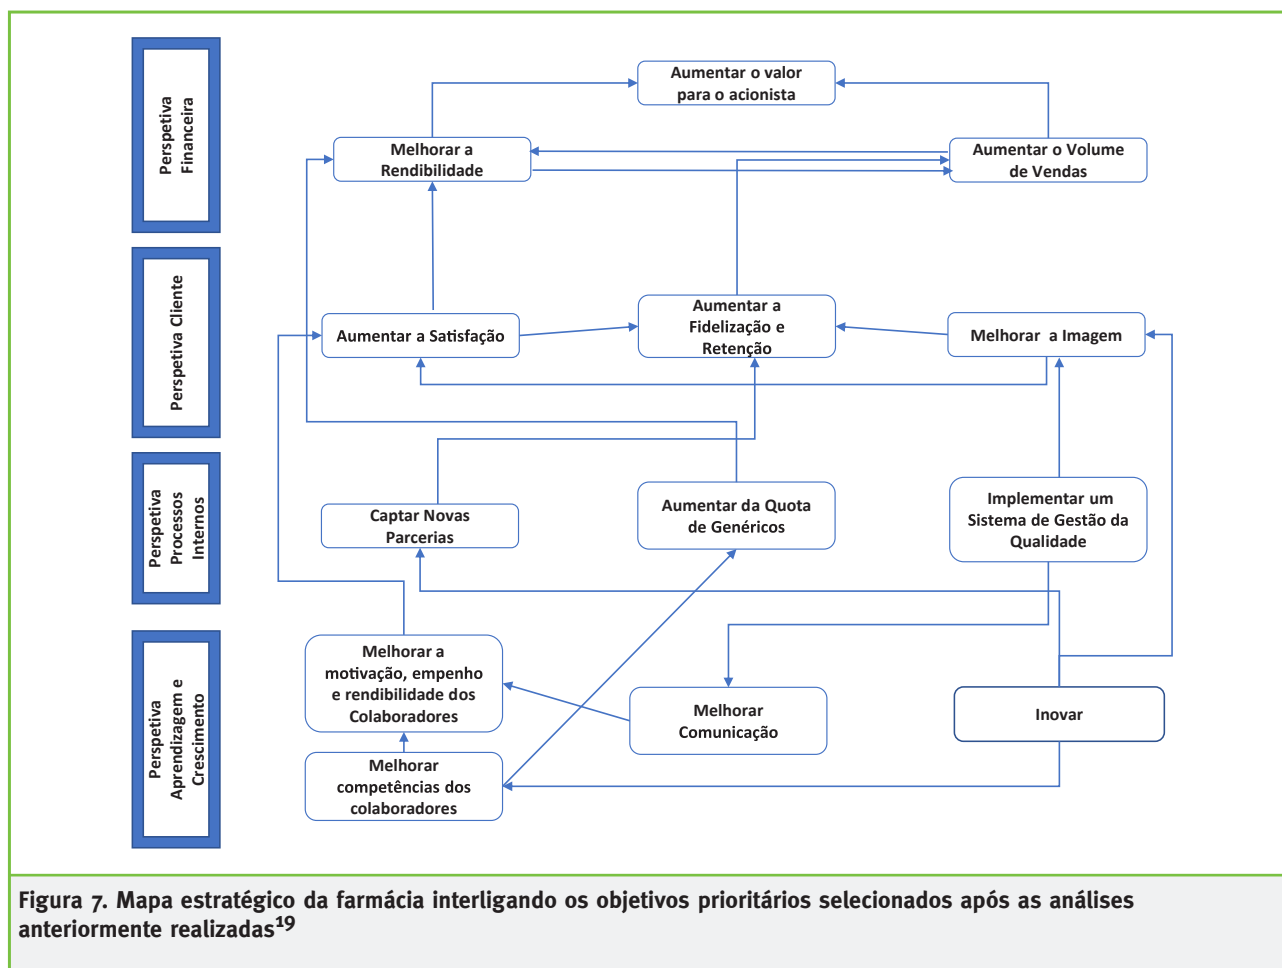 Perspetiva
Financeira
Aumentar o valor
para o acionista
Melhorar a
Rendibilidade
Aumentar o Volume
de Vendas
Perspetiva Cliente
Aumentar a Satisfação
Aumentar a
Fidelização e
Retenção
Melhorar a Imagem
Perspetiva
Processos
Internos
Captar Novas
Parcerias
Aumentar da Quota
de Genéricos
Implementar um
Sistema de Gestão da
Qualidade
Perspetiva
Aprendizagem e
Crescimento
Melhorar a
motivação, empenho
e rendibilidade dos
Colaboradores
Melhorar
Comunicação
Inovar
Melhorar
competências dos
colaboradores
Figura 7. Mapa estratégico da farmácia interligando os objetivos prioritários selecionados após as análises
anteriormente realizadas19